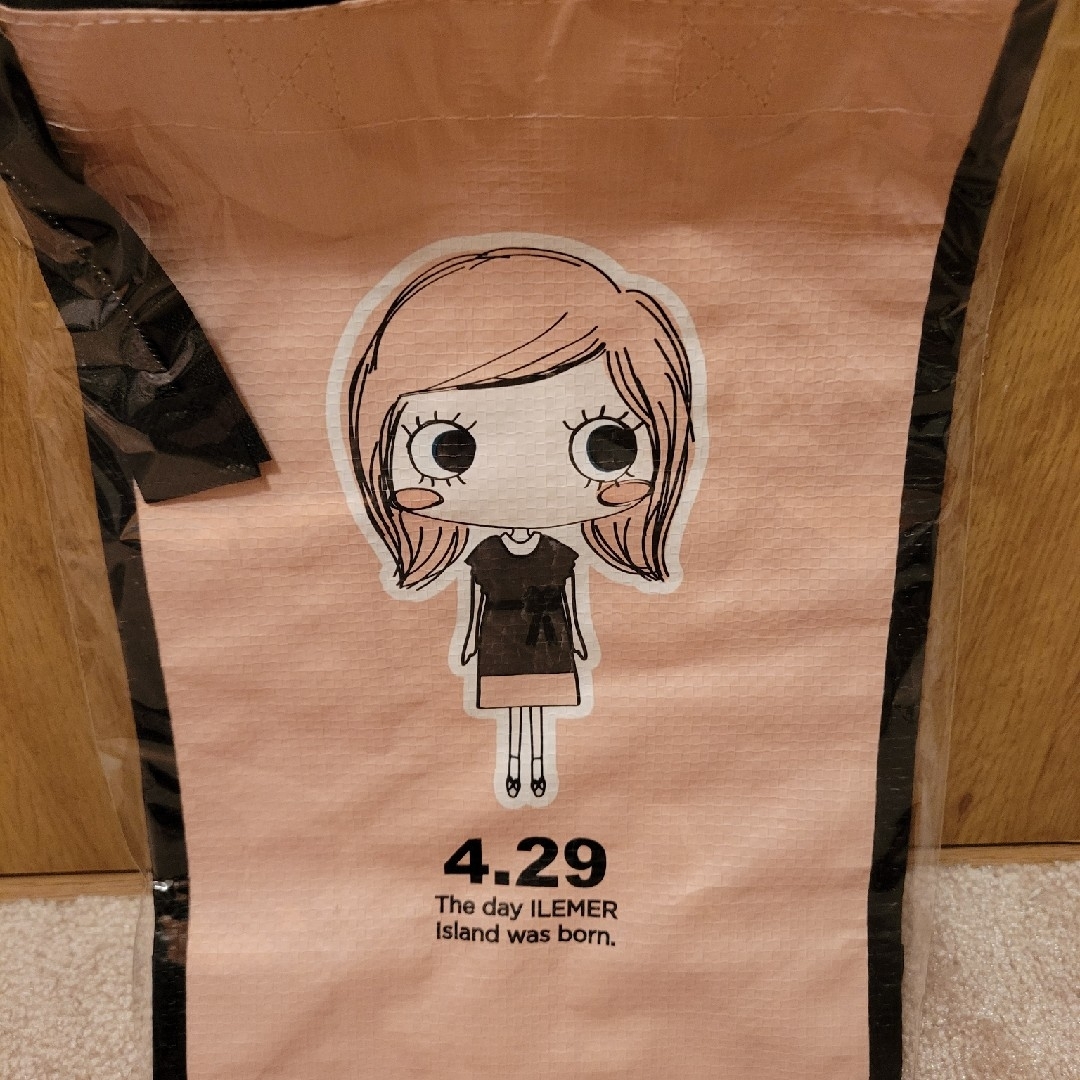 4.29
The day ILEMER
Island was born.